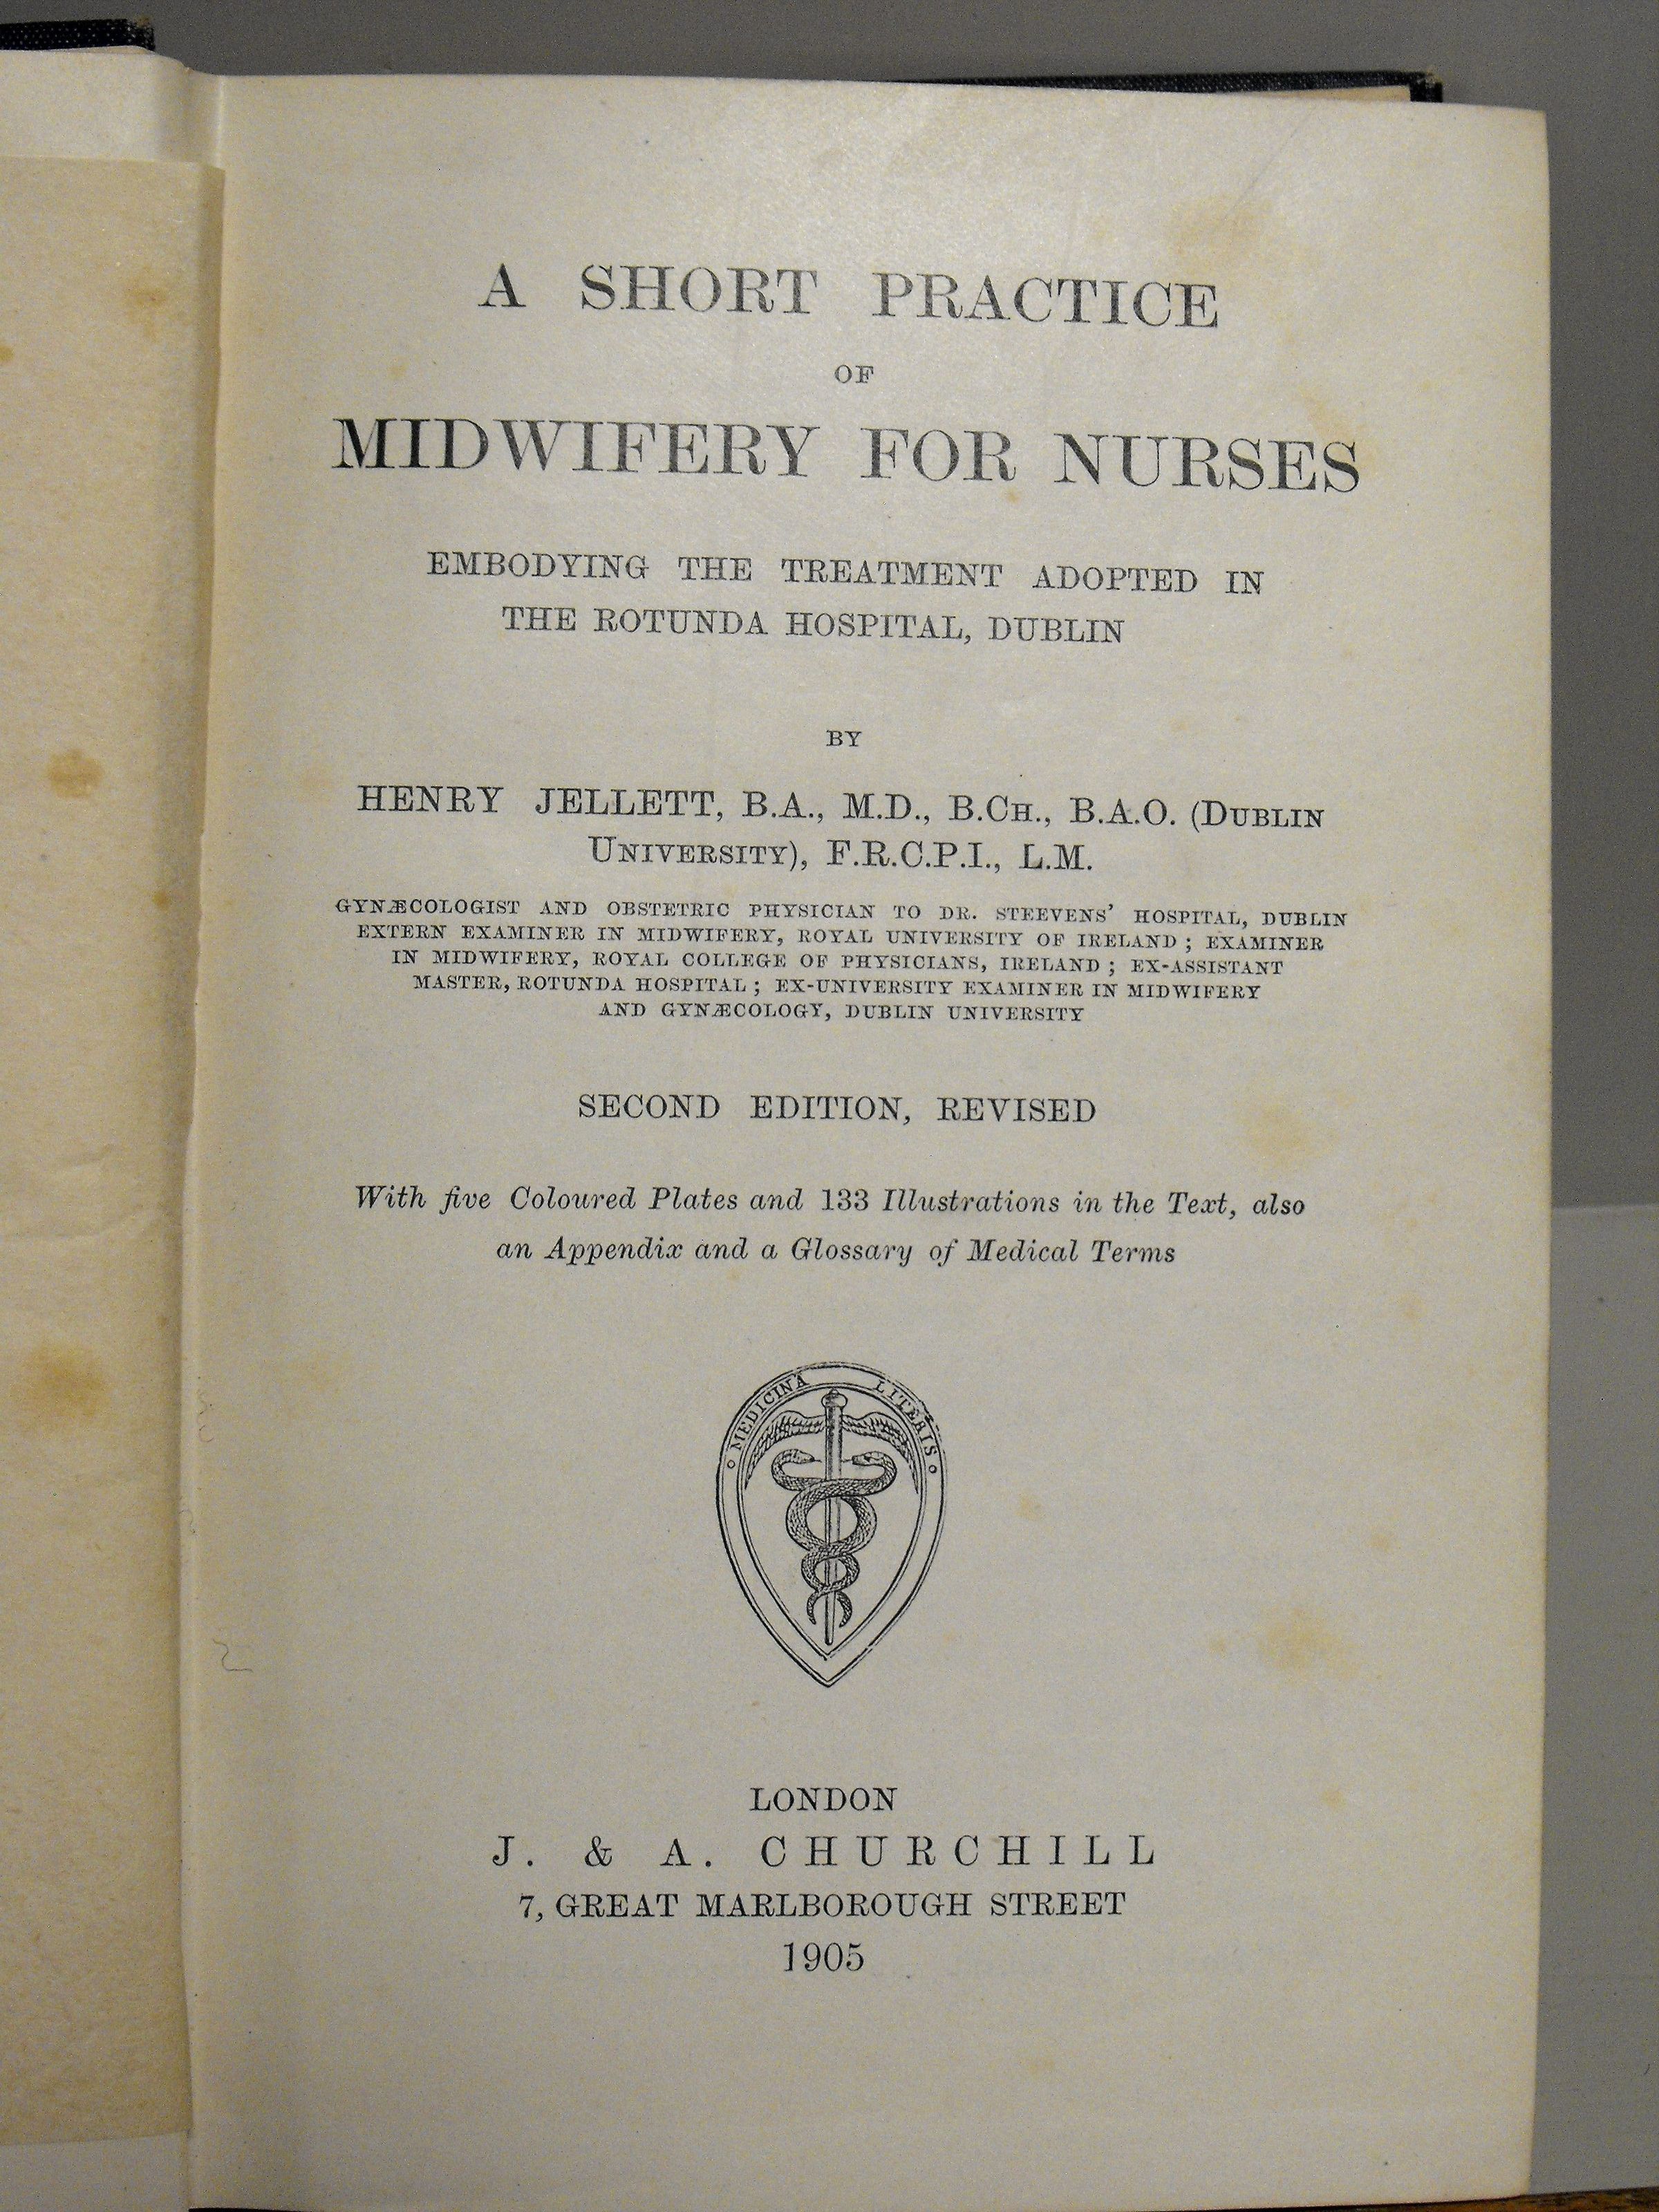 A SHORT PRACTICE
OF
MIDWIFERY FOR NURSES
EMBODYING THE TREATMENT ADOPTED IN
THE ROTUNDA HOSPITAL, DUBLIN
BY
HENRY JELLETT, B.A., M.D., B.CH., B.A.O. (DUBLIN
UNIVERSITY), F.R.C.P.I., L.M.
GYNÆCOLOGIST AND OBSTETRIC PHYSICIAN TO DR. STEEVENS' HOSPITAL, DUBLIN
EXTERN EXAMINER IN MIDWIFERY, ROYAL UNIVERSITY OF IRELAND; EXAMINER
IN MIDWIFERY, ROYAL COLLEGE OF PHYSICIANS, IRELAND; EX-ASSISTANT
MASTER, ROTUNDA HOSPITAL; EX-UNIVERSITY EXAMINER IN MIDWIFERY
AND GYNÆCOLOGY, DUBLIN UNIVERSITY
SECOND EDITION, REVISED
With five Coloured Plates and 133 Illustrations in the Text, also
an Appendix and a Glossary of Medical Terms
MEDICINA LITERIS
LONDON
J. & A. CHURCHILL
7, GREAT MARLBOROUGH STREET
1905